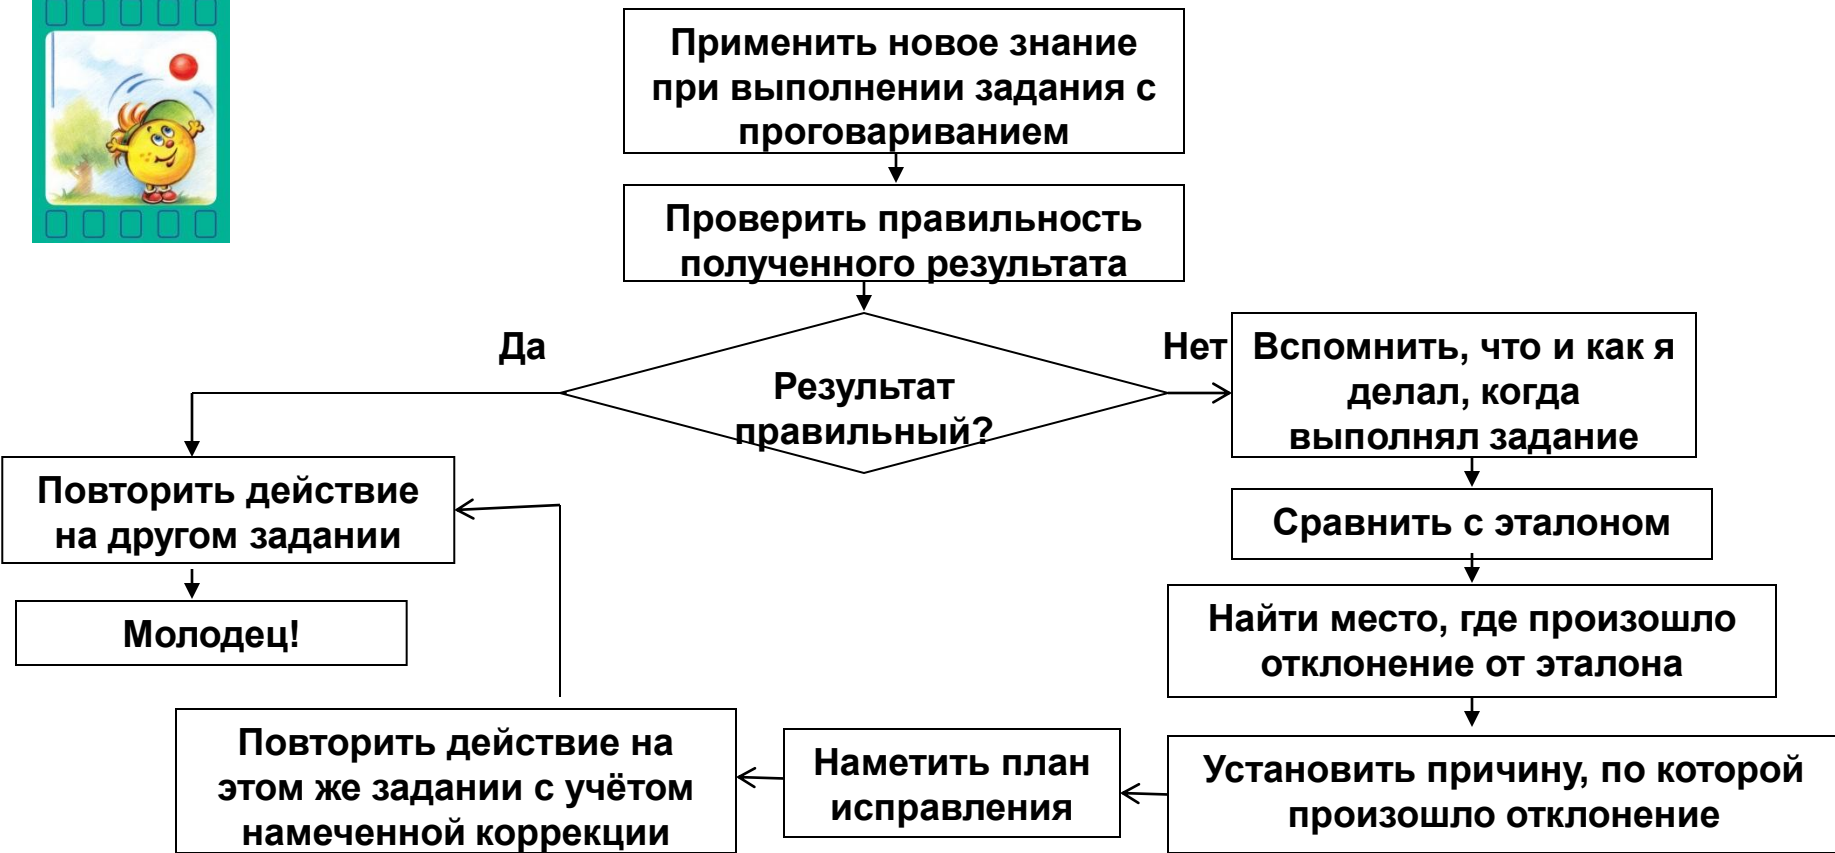 Применить новое знание
при выполнении задания с
проговариванием
Проверить правильность
полученного результата
Да
Нет
Результат
правильный?
Вспомнить, что и как я
делал, когда
выполнял задание
Повторить действие
на другом задании
Сравнить с эталоном
Молодец!
Найти место, где произошло
отклонение от эталона
Повторить действие на
этом же задании с учётом
намеченной коррекции
Наметить план
исправления
Установить причину, по которой
произошло отклонение